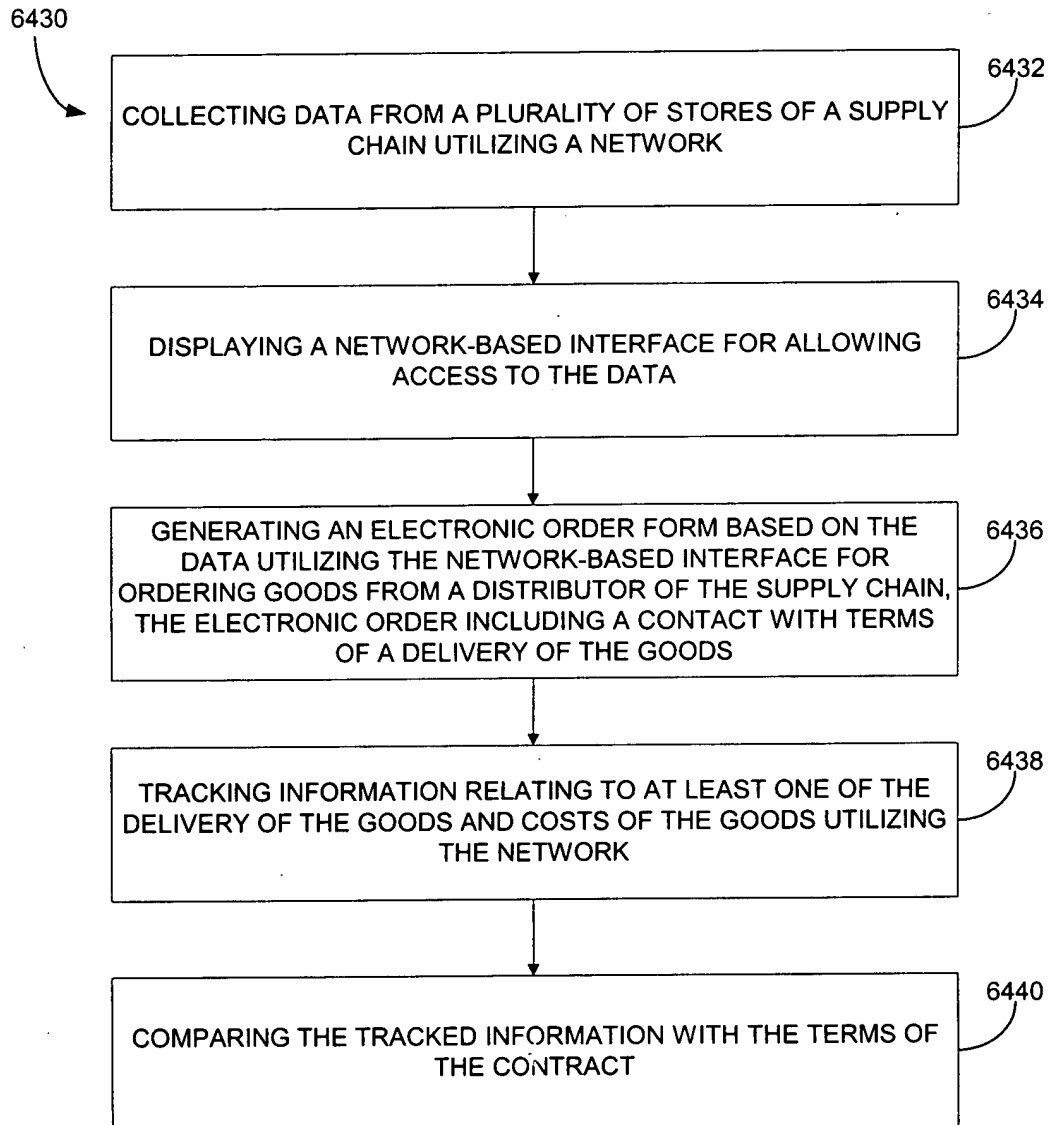 6430
6432
COLLECTING DATA FROM A PLURALITY OF STORES OF A SUPPLY
CHAIN UTILIZING A NETWORK
6434
DISPLAYING A NETWORK-BASED INTERFACE FOR ALLOWING
ACCESS TO THE DATA
6436
GENERATING AN ELECTRONIC ORDER FORM BASED ON THE
DATA UTILIZING THE NETWORK-BASED INTERFACE FOR
ORDERING GOODS FROM A DISTRIBUTOR OF THE SUPPLY CHAIN,
THE ELECTRONIC ORDER INCLUDING A CONTACT WITH TERMS
OF A DELIVERY OF THE GOODS
6438
TRACKING INFORMATION RELATING TO AT LEAST ONE OF THE
DELIVERY OF THE GOODS AND COSTS OF THE GOODS UTILIZING
THE NETWORK
6440
COMPARING THE TRACKED INFORMATION WITH THE TERMS OF
THE CONTRACT